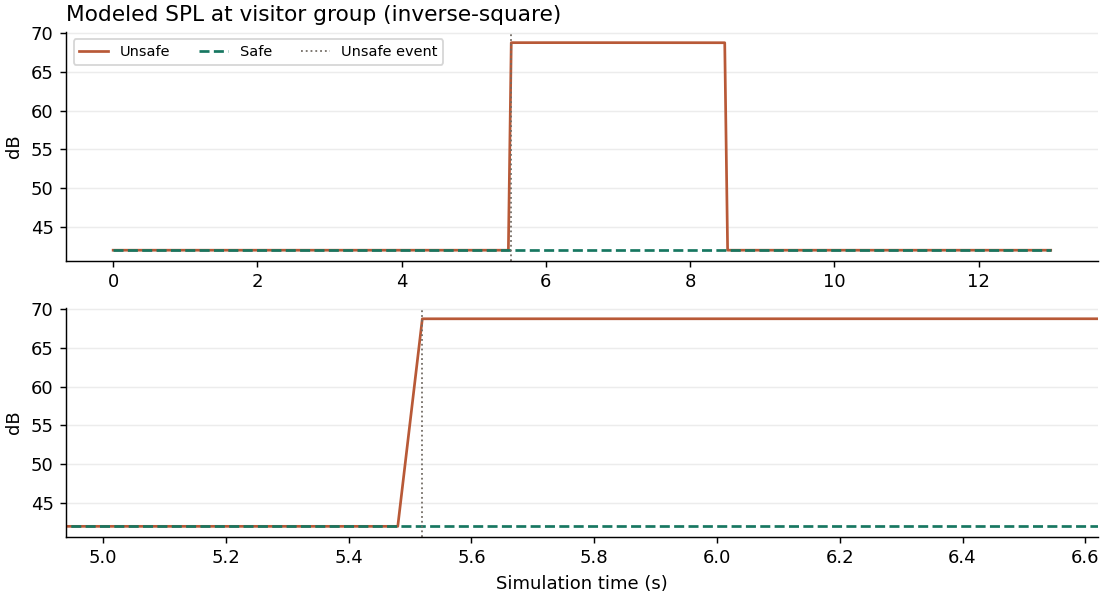 Modeled SPL at visitor group (inverse-square)
70
65
60
55
50
45
dB
Unsafe Safe Unsafe event
0 2 4 6 8 10 12
70
65
60
55
50
45
dB
5.0 5.2 5.4 5.6 5.8 6.0 6.2 6.4 6.6
Simulation time (s)